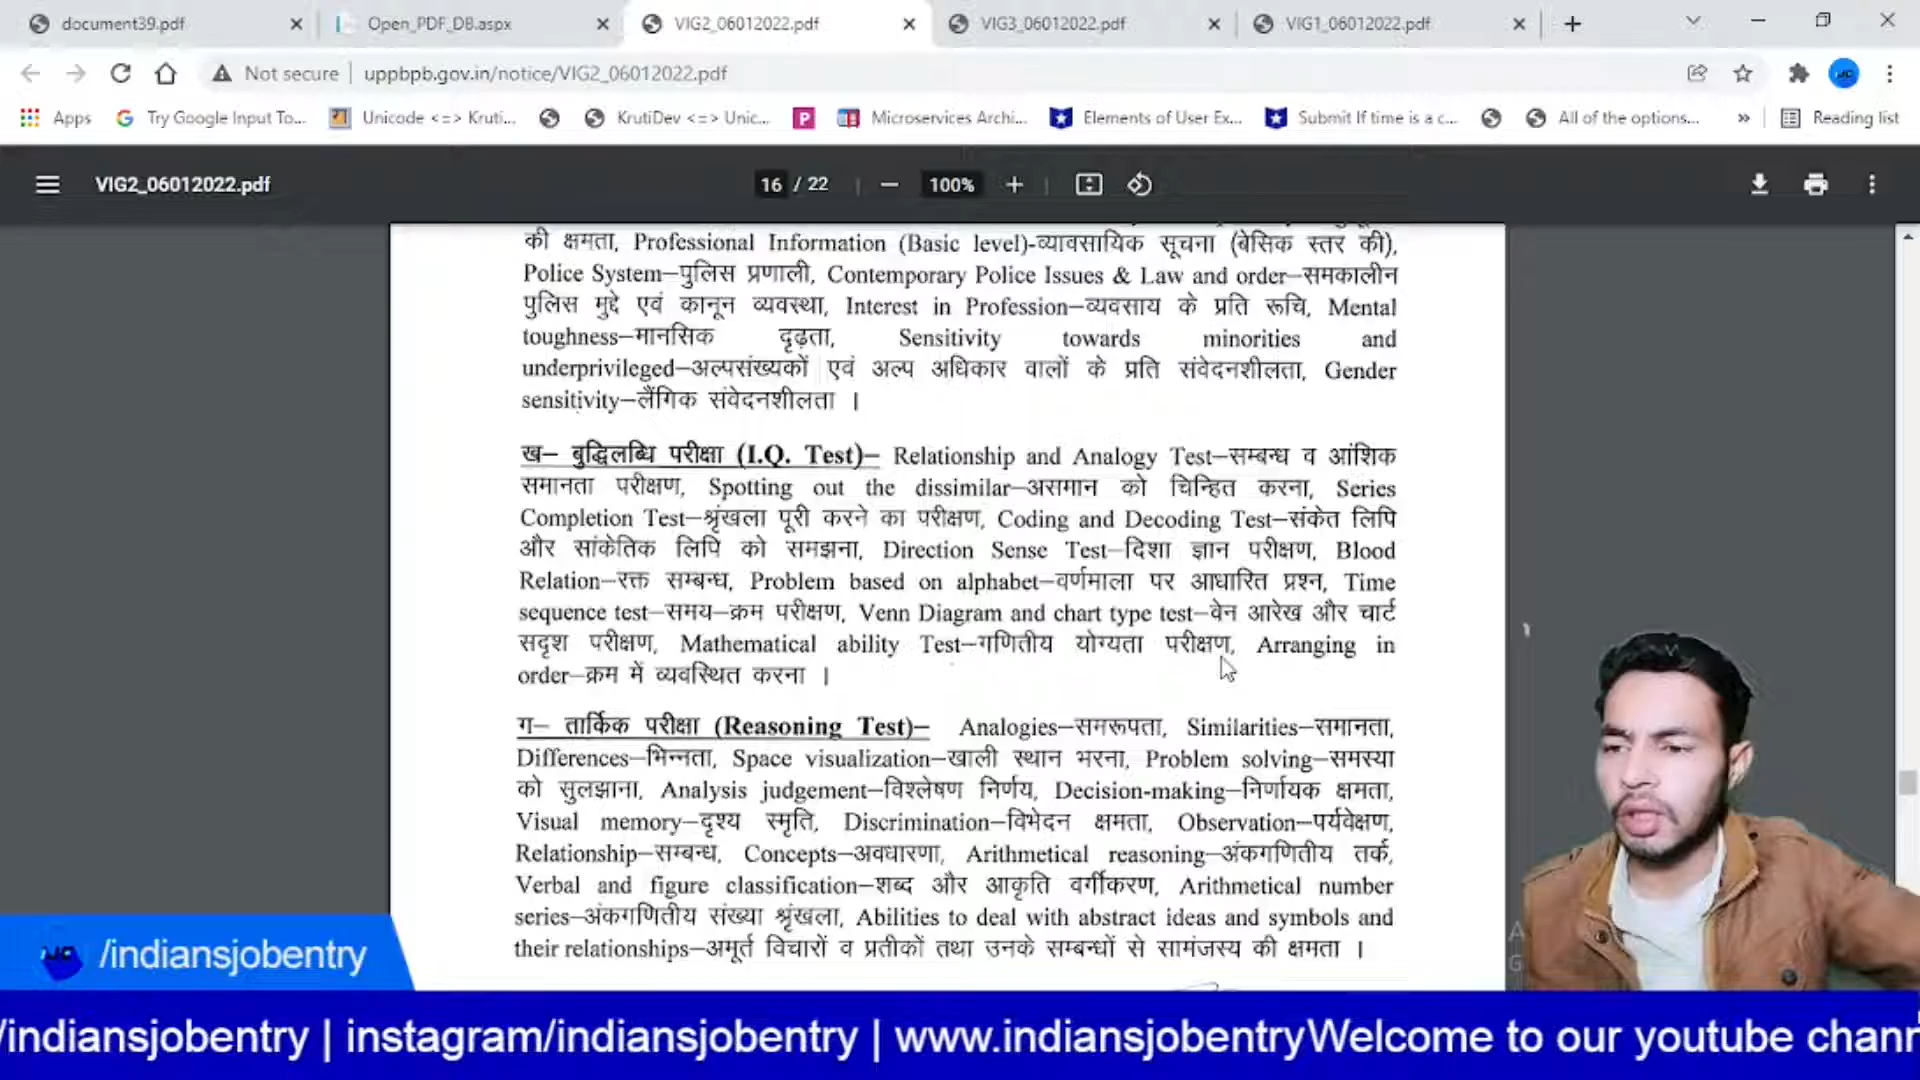 document39.pdf
Open_PDF_DB.aspx
VIG2_06012022.pdf
VIG3_06012022.pdf
VIG1_06012022.pdf
Not secure
uppbpb.gov.in/notice/VIG2_06012022.pdf
Apps
Try Google Input To...
Unicode <=> Kruti...
KrutiDev <=> Unic...
Microservices Archi...
Elements of User Ex...
Submit If time is a c...
All of the options...
»
Reading list
VIG2_06012022.pdf
16 / 22
100%
की क्षमता, Professional Information (Basic level)-व्यावसायिक सूचना (बेसिक स्तर की),
Police System–पुलिस प्रणाली, Contemporary Police Issues & Law and order–समकालीन
पुलिस मुद्दे एवं कानून व्यवस्था, Interest in Profession–व्यवसाय के प्रति रूचि, Mental
toughness–मानसिक दृढ़ता, Sensitivity towards minorities and
underprivileged–अल्पसंख्यकों एवं अल्प अधिकार वालों के प्रति संवेदनशीलता, Gender
sensitivity–लैंगिक संवेदनशीलता ।
ख– बुद्धिलब्धि परीक्षा (I.Q. Test)– Relationship and Analogy Test–सम्बन्ध व आंशिक
समानता परीक्षण, Spotting out the dissimilar–असमान को चिन्हित करना, Series
Completion Test–श्रृंखला पूरी करने का परीक्षण, Coding and Decoding Test–संकेत लिपि
और सांकेतिक लिपि को समझना, Direction Sense Test–दिशा ज्ञान परीक्षण, Blood
Relation–रक्त सम्बन्ध, Problem based on alphabet–वर्णमाला पर आधारित प्रश्न, Time
sequence test–समय–क्रम परीक्षण, Venn Diagram and chart type test–वेन आरेख और चार्ट
सदृश परीक्षण, Mathematical ability Test–गणितीय योग्यता परीक्षण, Arranging in
order–क्रम में व्यवस्थित करना ।
ग– तार्किक परीक्षा (Reasoning Test)– Analogies–समरूपता, Similarities–समानता,
Differences–भिन्नता, Space visualization–खाली स्थान भरना, Problem solving–समस्या
को सुलझाना, Analysis judgement–विश्लेषण निर्णय, Decision-making–निर्णायक क्षमता,
Visual memory–दृश्य स्मृति, Discrimination–विभेदन क्षमता, Observation–पर्यवेक्षण,
Relationship–सम्बन्ध, Concepts–अवधारणा, Arithmetical reasoning–अंकगणितीय तर्क,
Verbal and figure classification–शब्द और आकृति वर्गीकरण, Arithmetical number
series–अंकगणितीय संख्या श्रृंखला, Abilities to deal with abstract ideas and symbols and
their relationships–अमूर्त विचारों व प्रतीकों तथा उनके सम्बन्धों से सामंजस्य की क्षमता ।
/indiansjobentry
/indiansjobentry | instagram/indiansjobentry | www.indiansjobentryWelcome to our youtube chann